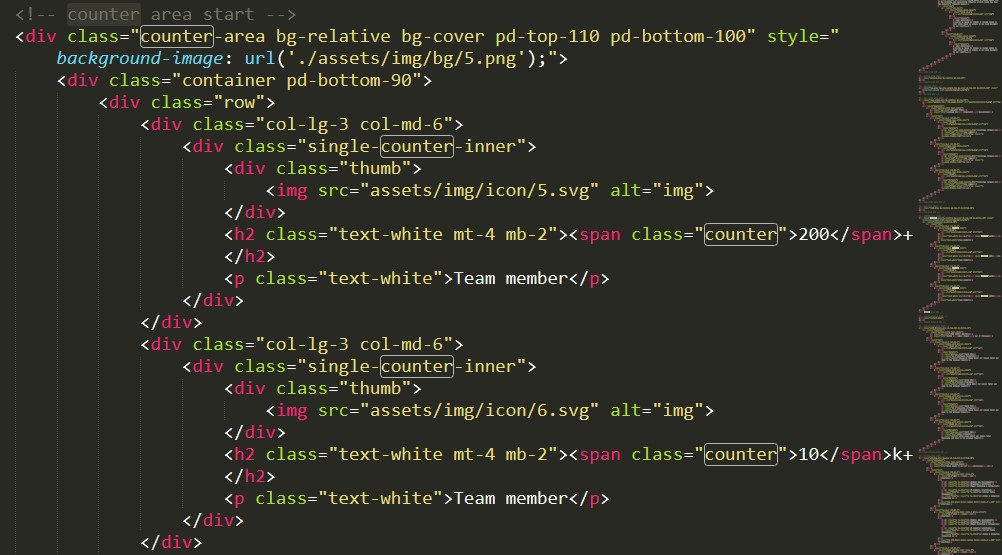 <!-- counter area start -->
<div class="counter-area bg-relative bg-cover pd-top-110 pd-bottom-100" style="
background-image: url('./assets/img/bg/5.png');">
<div class="container pd-bottom-90">
<div class="row">
<div class="col-lg-3 col-md-6">
<div class="single-counter-inner">
<div class="thumb">
<img src="assets/img/icon/5.svg" alt="img">
</div>
<h2 class="text-white mt-4 mb-2"><span class="counter">200</span>+
</h2>
<p class="text-white">Team member</p>
</div>
</div>
<div class="col-lg-3 col-md-6">
<div class="single-counter-inner">
<div class="thumb">
<img src="assets/img/icon/6.svg" alt="img">
</div>
<h2 class="text-white mt-4 mb-2"><span class="counter">10</span>k+
</h2>
<p class="text-white">Team member</p>
</div>
</div>